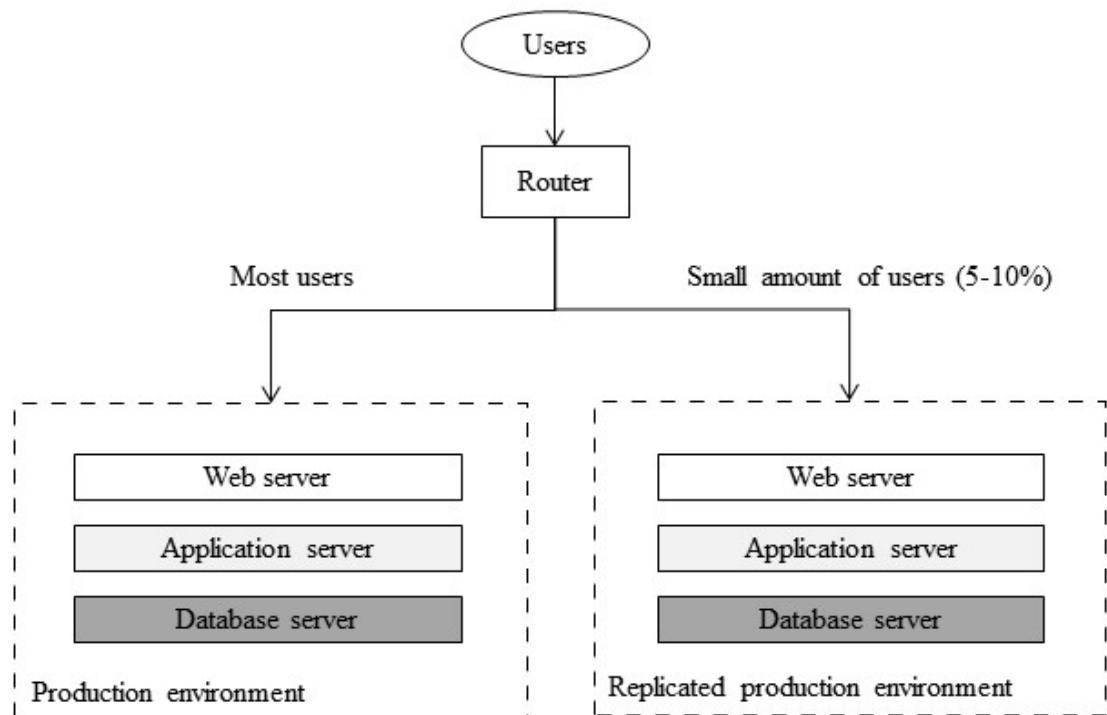 Users
Router
Most users
Small amount of users (5-10%)
Web server
Application server
Database server
Production environment
Web server
Application server
Database server
Replicated production environment